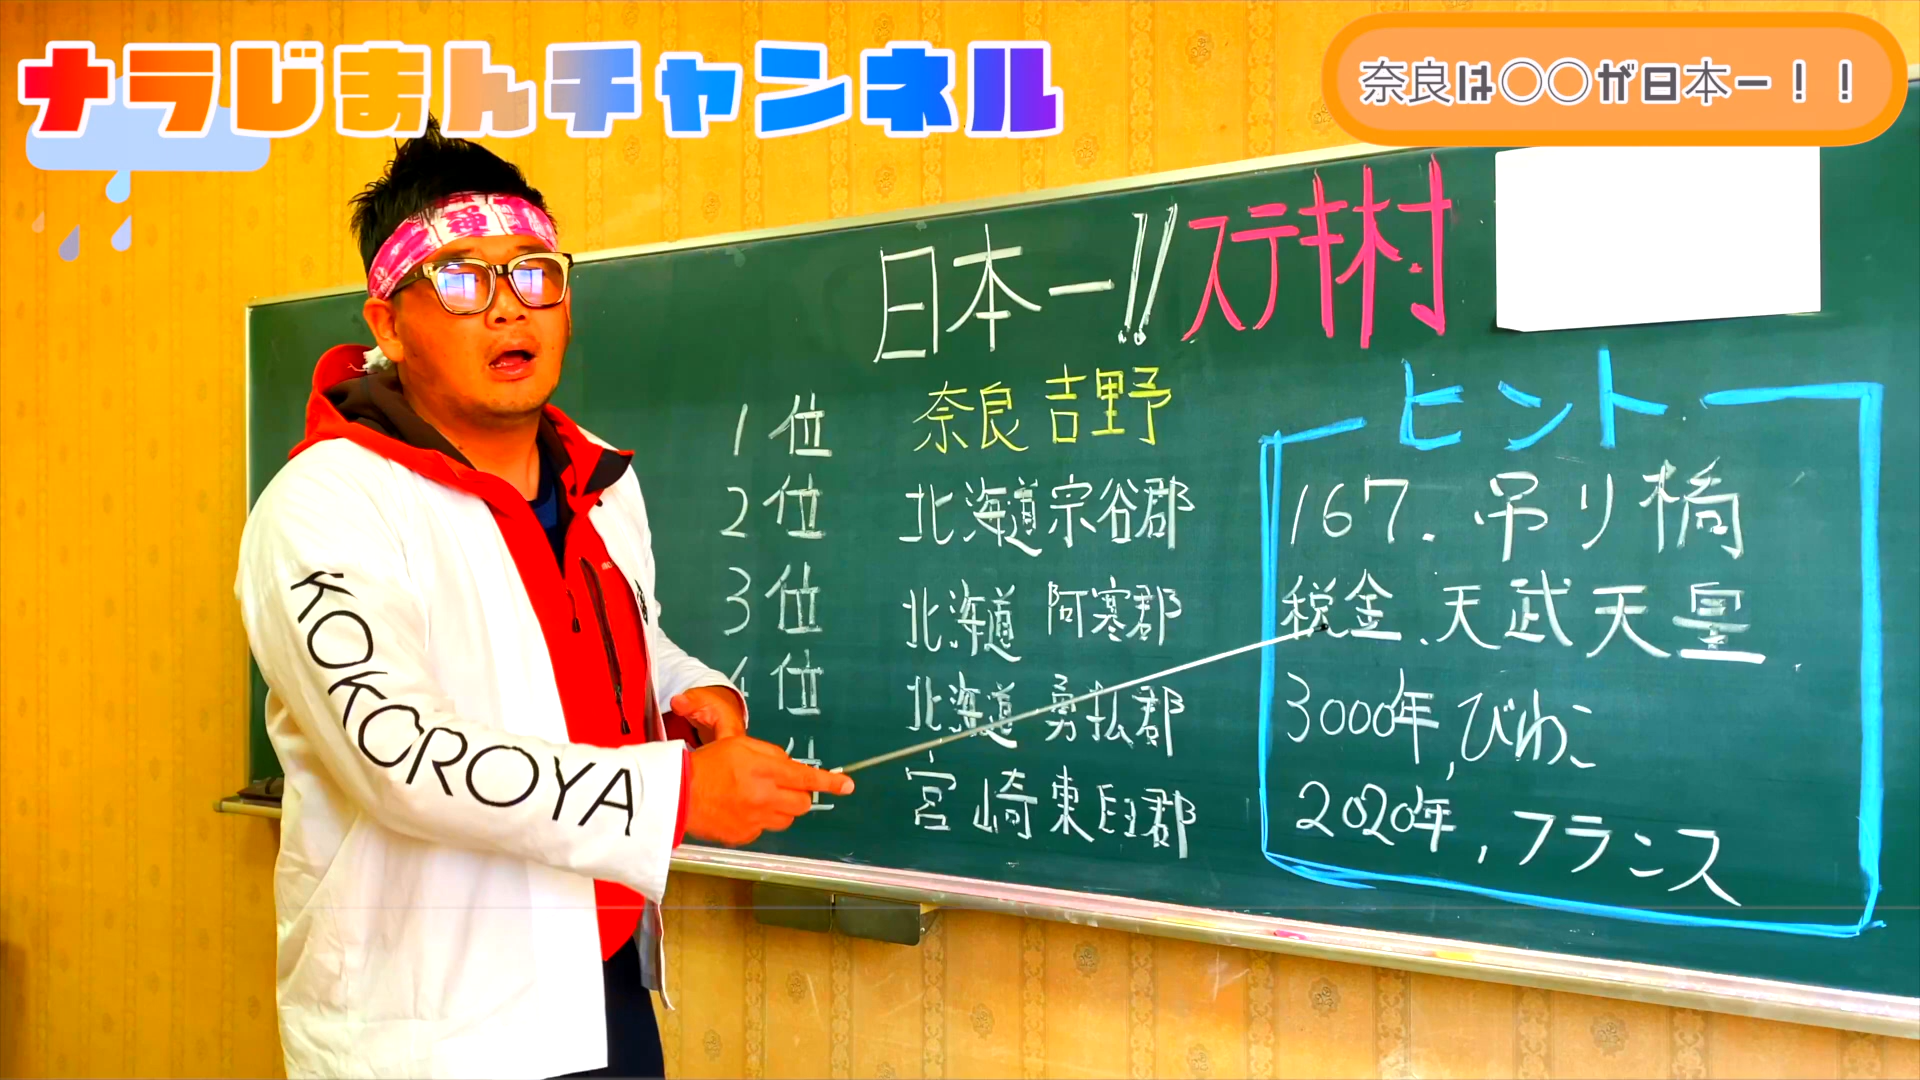 ナラじまんチャンネル
奈良は〇〇が日本一！！
日本一!! ステキ村
1位 奈良 吉野
2位 北海道 宗谷郡
3位 北海道 阿寒郡
4位 北海道 勇払郡
位 宮崎 東臼郡
ヒント
167. 吊り橋
税金、天武天皇
3000年, びわこ
2020年, フランス
KOKOROYA